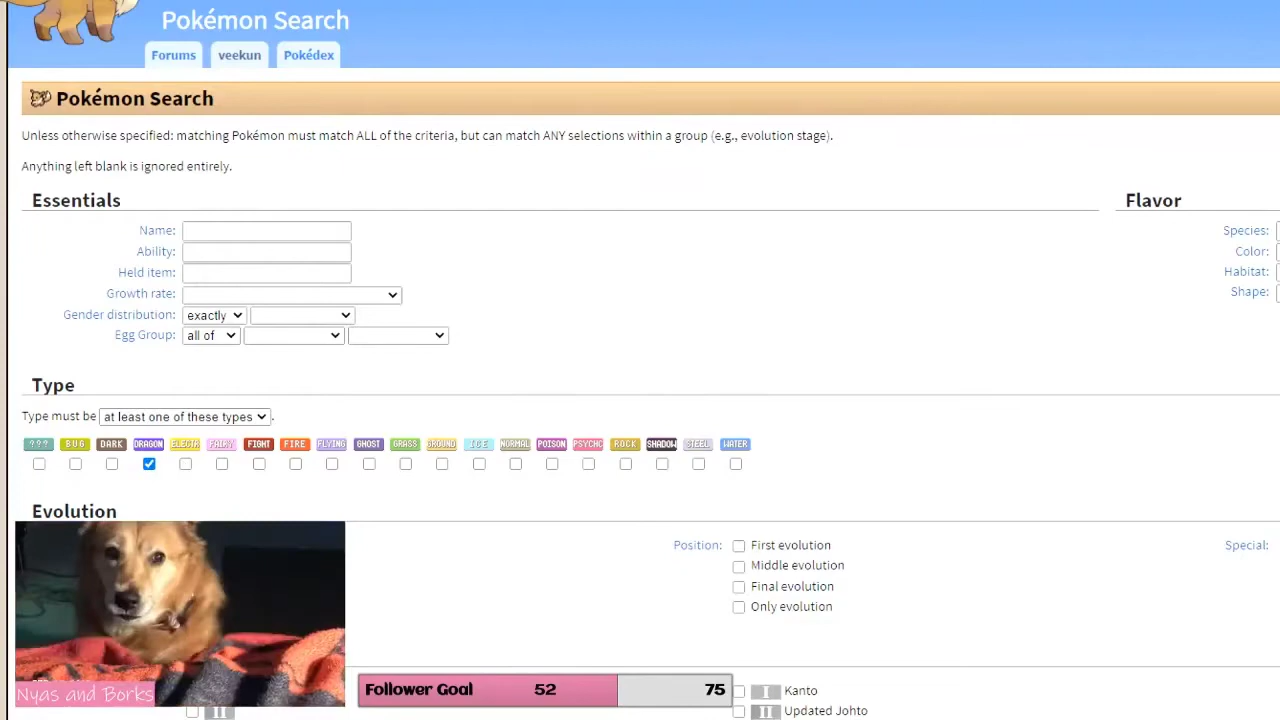 Pokémon Search
Forums veekun Pokédex
Pokémon Search
Unless otherwise specified: matching Pokémon must match ALL of the criteria, but can match ANY selections within a group (e.g., evolution stage).
Anything left blank is ignored entirely.
Essentials
Name:
Ability:
Held item:
Growth rate:
Gender distribution: exactly
Egg Group: all of
Flavor
Species:
Color:
Habitat:
Shape:
Type
Type must be at least one of these types.
??? BUG DARK DRAGON ELECTR FAIRY FIGHT FIRE FLYING GHOST GRASS GROUND ICE NORMAL POISON PSYCHC ROCK SHADOW STEEL WATER
Evolution
Position: First evolution
Middle evolution
Final evolution
Only evolution
Special:
Nyas and Borks
Follower Goal 52 75
I Kanto
II Updated Johto
II